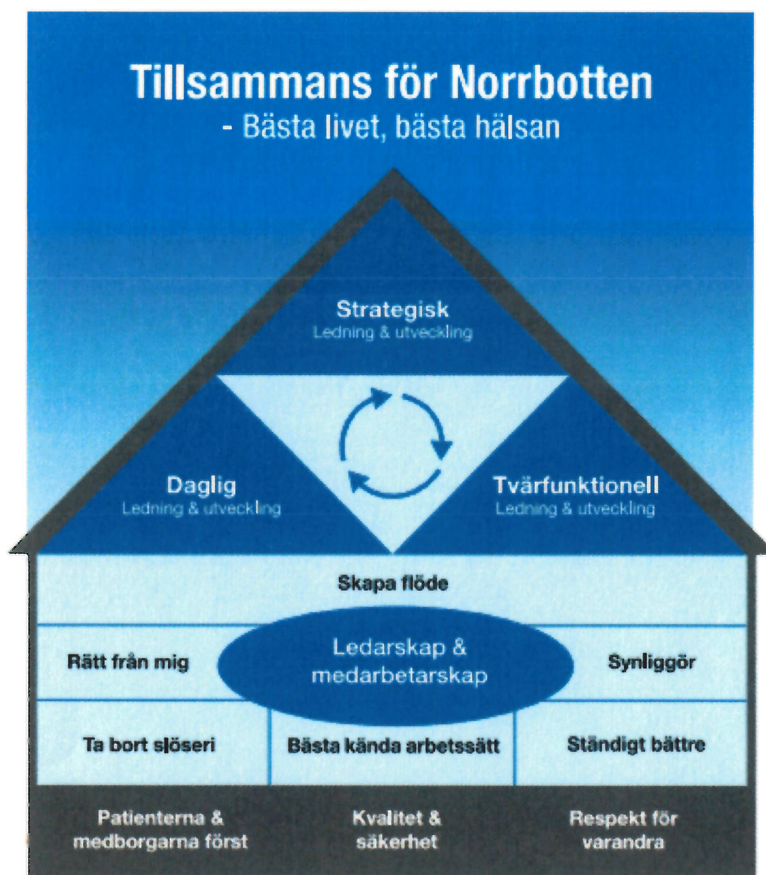 Tillsammans för Norrbotten
- Bästa livet, bästa hälsan
Strategisk
Ledning & utveckling
Daglig
Ledning & utveckling
Tvärfunktionell
Ledning & utveckling
Skapa flöde
Rätt från mig
Ledarskap &
medarbetarskap
Synliggör
Ta bort slöseri
Bästa kända arbetssätt
Ständigt bättre
Patienterna &
medborgarna först
Kvalitet &
säkerhet
Respekt för
varandra